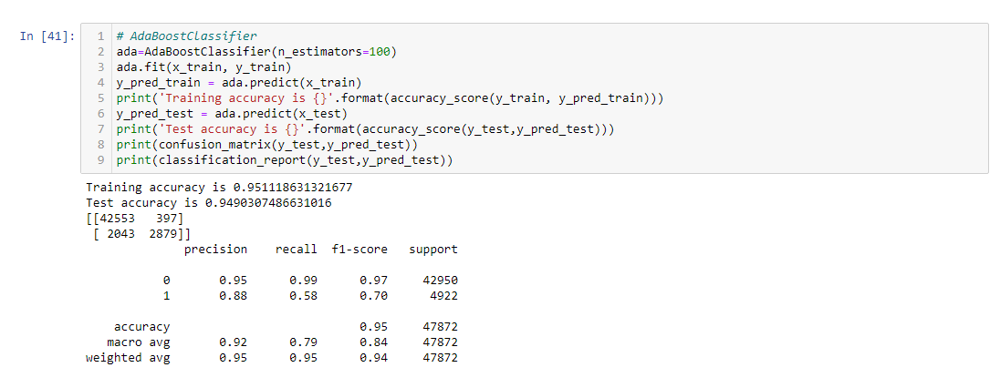 In [41]:
1 # AdaBoostClassifier
2 ada=AdaBoostClassifier(n_estimators=100)
3 ada.fit(x_train, y_train)
4 y_pred_train = ada.predict(x_train)
5 print('Training accuracy is {}'.format(accuracy_score(y_train, y_pred_train)))
6 y_pred_test = ada.predict(x_test)
7 print('Test accuracy is {}'.format(accuracy_score(y_test,y_pred_test)))
8 print(confusion_matrix(y_test,y_pred_test))
9 print(classification_report(y_test,y_pred_test))
Training accuracy is 0.951118631321677
Test accuracy is 0.9490307486631016
[[42553   397]
 [ 2043  2879]]
              precision    recall  f1-score   support
           0       0.95      0.99      0.97     42950
           1       0.88      0.58      0.70      4922
    accuracy                           0.95     47872
   macro avg       0.92      0.79      0.84     47872
weighted avg       0.95      0.95      0.94     47872